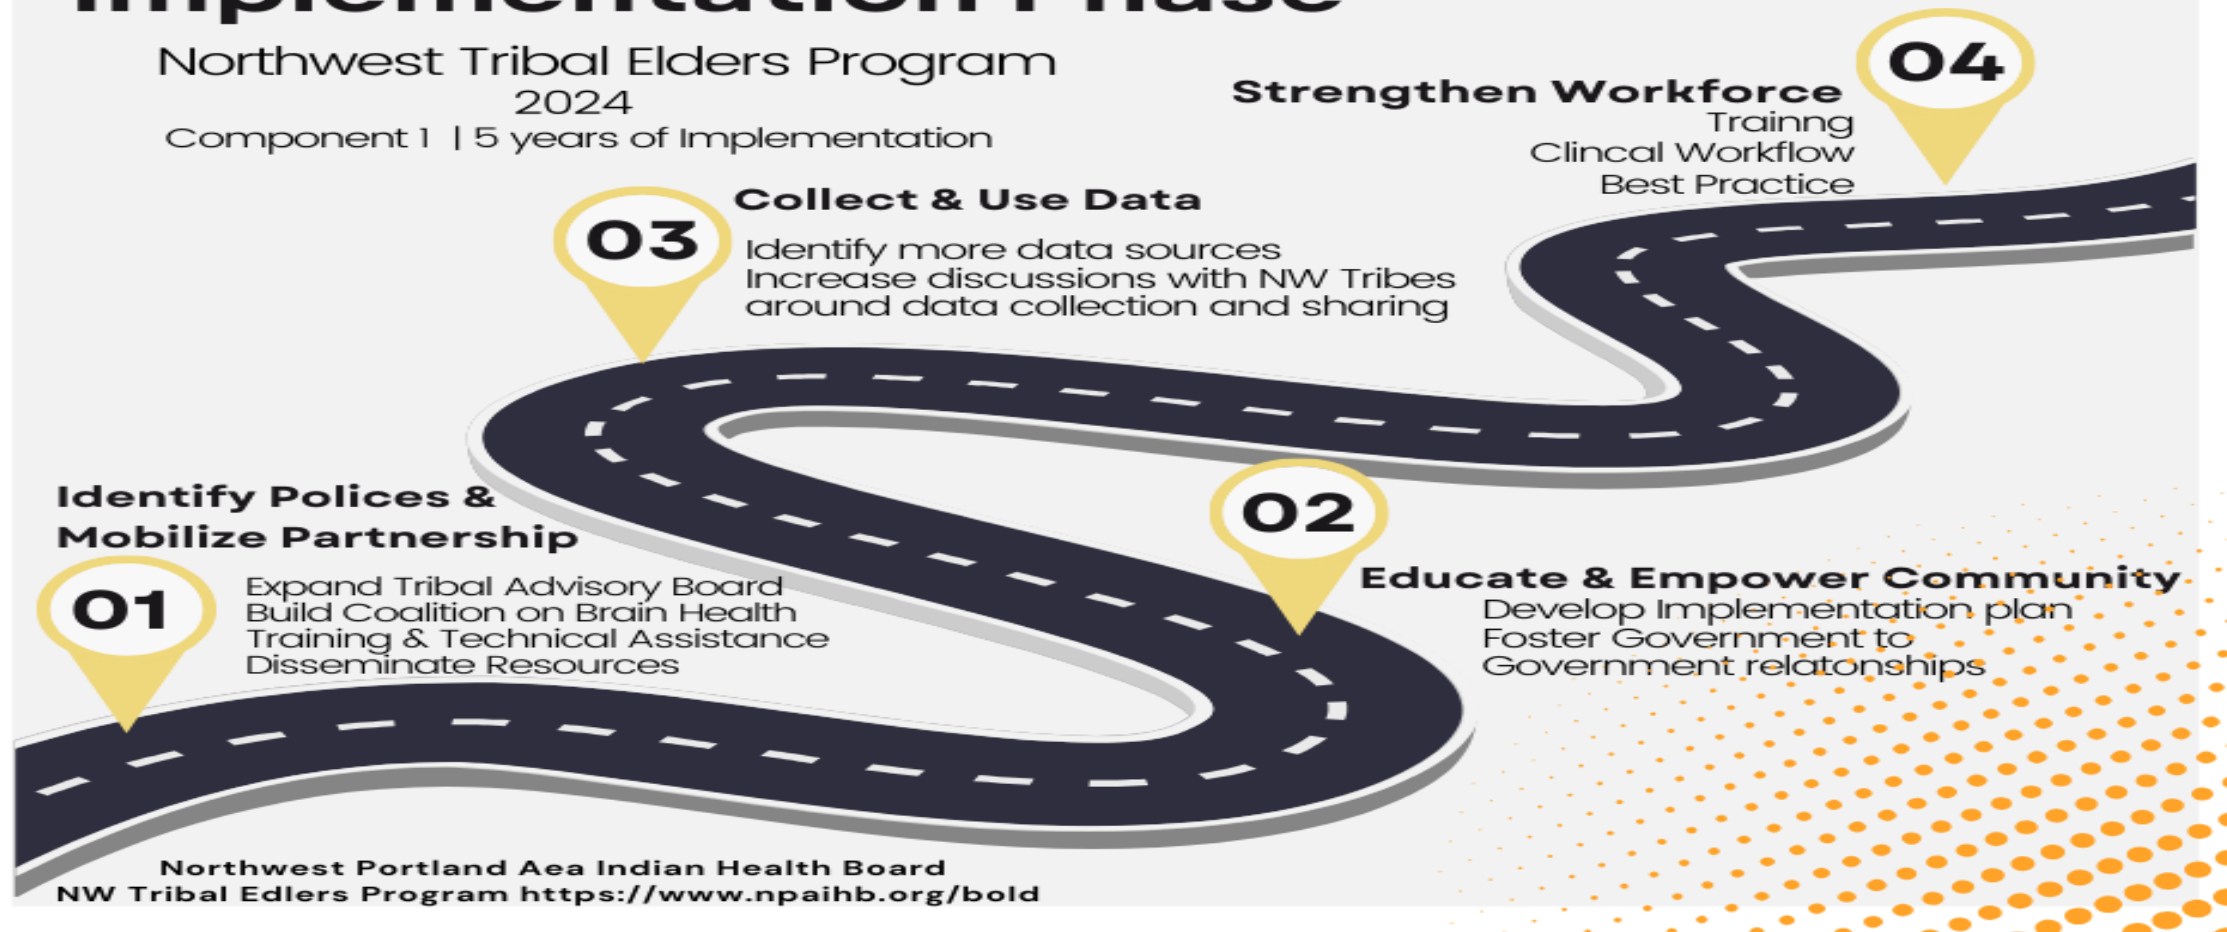 Implementation Phase
Northwest Tribal Elders Program
2024
Component 1 | 5 years of Implementation
04
Strengthen Workforce
Trainng
Clincal Workflow
Best Practice
03
Collect & Use Data
Identify more data sources
Increase discussions with NW Tribes
around data collection and sharing
02
Educate & Empower Community
Develop Implementation plan
Foster Government to
Government relatonships
Identify Polices &
Mobilize Partnership
01
Expand Tribal Advisory Board
Build Coalition on Brain Health
Training & Technical Assistance
Disseminate Resources
Northwest Portland Aea Indian Health Board
NW Tribal Edlers Program https://www.npaihb.org/bold